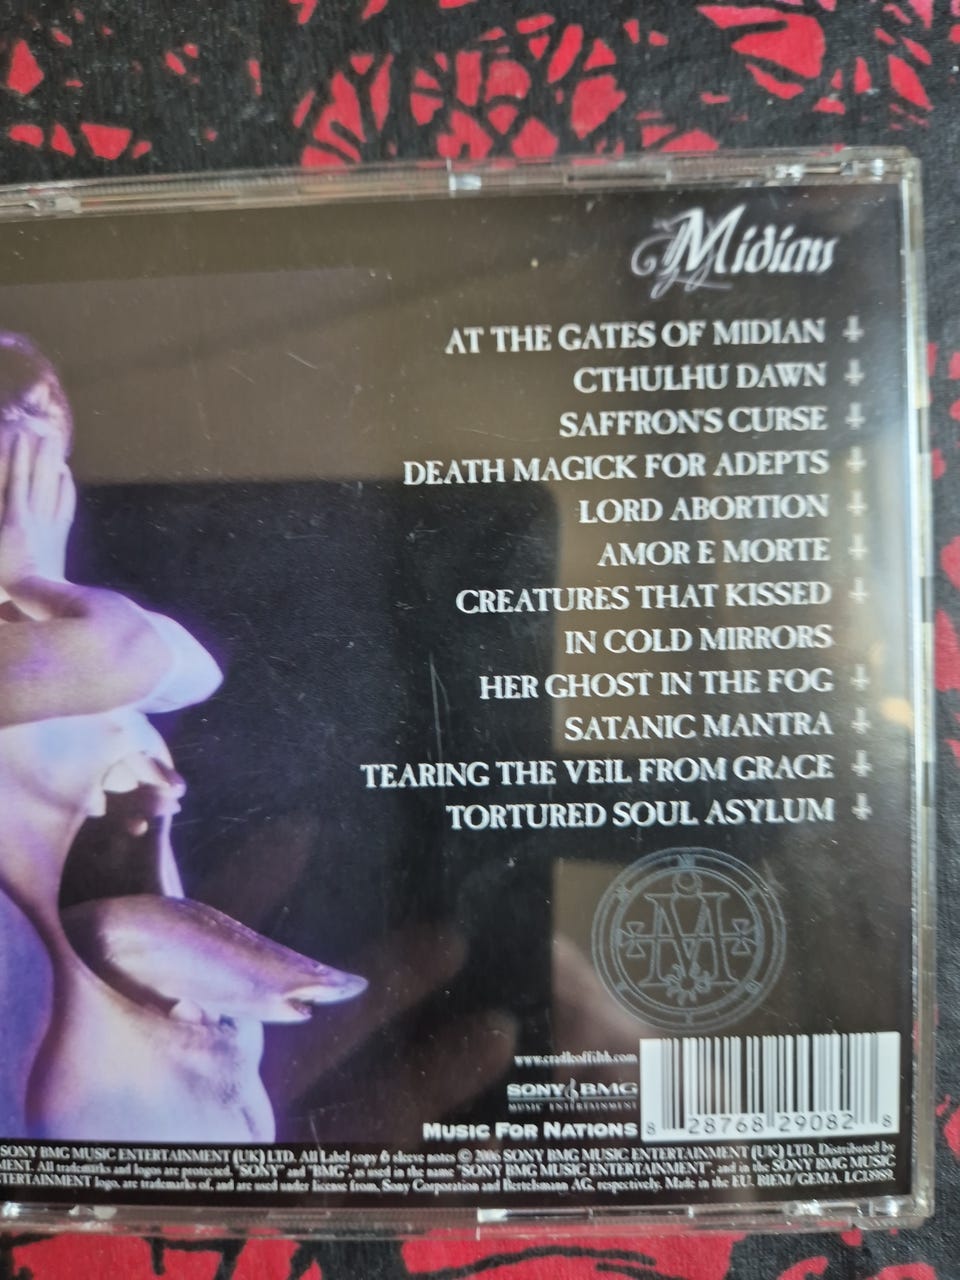 Midian
AT THE GATES OF MIDIAN
CTHULHU DAWN
SAFFRON'S CURSE
DEATH MAGICK FOR ADEPTS
LORD ABORTION
AMOR E MORTE
CREATURES THAT KISSED
IN COLD MIRRORS
HER GHOST IN THE FOG
SATANIC MANTRA
TEARING THE VEIL FROM GRACE
TORTURED SOUL ASYLUM
www.cradleoffilth.com
SONY BMG
MUSIC ENTERTAINMENT
MUSIC FOR NATIONS
8 28768 29082 8
SONY BMG MUSIC ENTERTAINMENT (UK) LTD. All Label copy & sleeve notes © 2006 SONY BMG MUSIC ENTERTAINMENT (UK) LTD. Distributed by
MENT. All trademarks and logos are protected. "SONY" and "BMG", as used in the name "SONY BMG MUSIC ENTERTAINMENT", and in the SONY BMG MUSIC
TERTAINMENT logo, are trademarks of, and are used under license from, Sony Corporation and Bertelsmann AG, respectively. Made in the EU. BIEM/GEMA. LC13989.